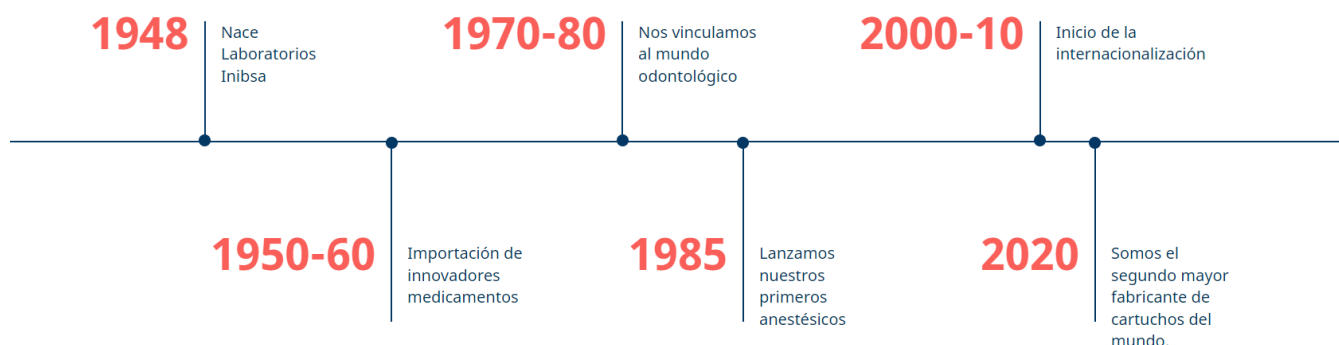 1948
Nace
Laboratorios
Inibsa
1950-60
Importación de
innovadores
medicamentos
1970-80
Nos vinculamos
al mundo
odontológico
1985
Lanzamos
nuestros
primeros
anestésicos
2000-10
Inicio de la
internacionalización
2020
Somos el
segundo mayor
fabricante de
cartuchos del
mundo.